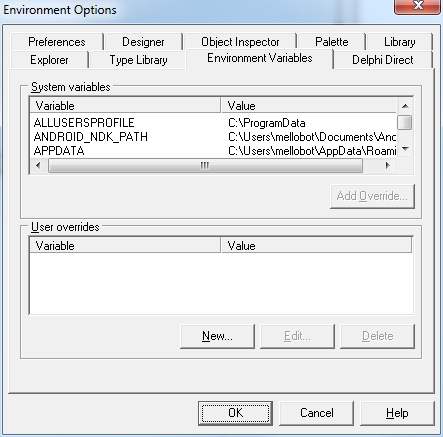 Environment Options
Preferences Designer Object Inspector Palette Library
Explorer Type Library Environment Variables Delphi Direct
System variables
Variable Value
ALLUSERSPROFILE C:\ProgramData
ANDROID_NDK_PATH C:\Users\mellobot\Documents\Anc
APPDATA C:\Users\mellobot\AppData\Roami
Add Override...
User overrides
Variable Value
New... Edit... Delete
OK Cancel Help